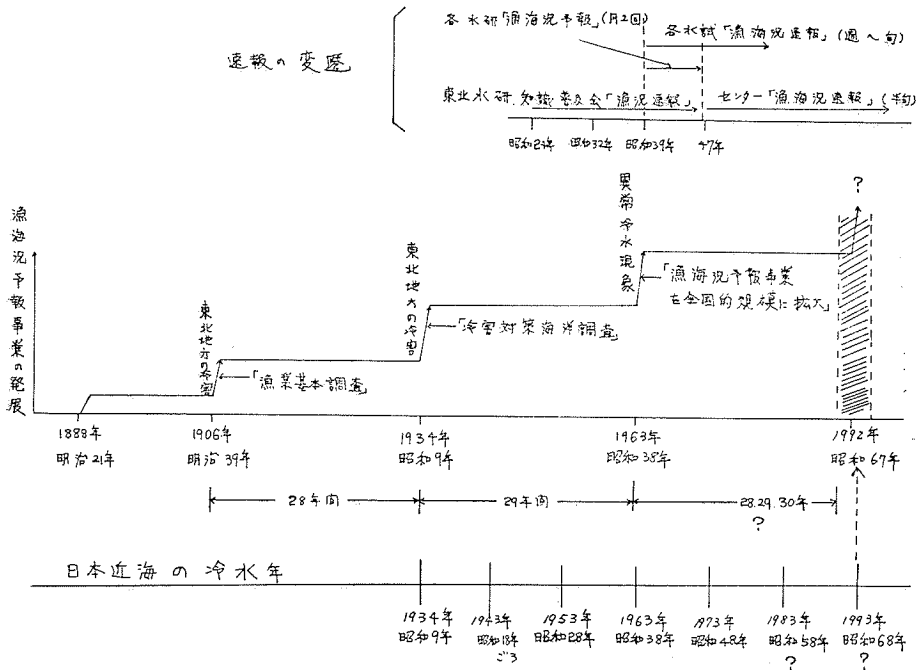 速報の変遷
各水研「漁海況予報」(月2回)
各水試「漁海況速報」(週〜旬)
東北水研.知識普及会「漁況速報」
センター「漁海況速報」(半旬)
昭和32年
昭和39年
47年
漁海況予報事業の発展
東北地方の冷害
「漁業基本調査」
東北地方の冷害
「冷害対策海洋調査」
異常冷水現象
「漁海況予報事業
を全国的規模に拡大」
?
1888年
明治21年
1906年
明治39年
1934年
昭和9年
1963年
昭和38年
1992年
昭和67年
28年間
29年間
28.29.30年
?
日本近海の冷水年
1934年
昭和9年
1943年
昭和18年
ごろ
1953年
昭和28年
1963年
昭和38年
1973年
昭和48年
1983年
昭和58年
?
1993年
昭和68年
?